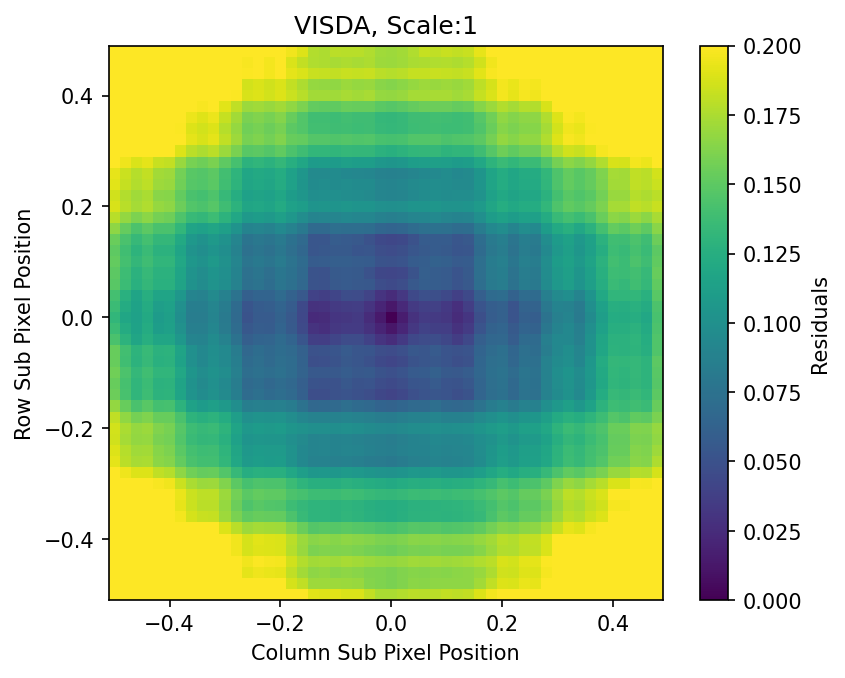 VISDA, Scale:1
0.4
0.2
0.0
−0.2
−0.4
Row Sub Pixel Position
−0.4 −0.2 0.0 0.2 0.4
Column Sub Pixel Position
0.200
0.175
0.150
0.125
0.100
0.075
0.050
0.025
0.000
Residuals